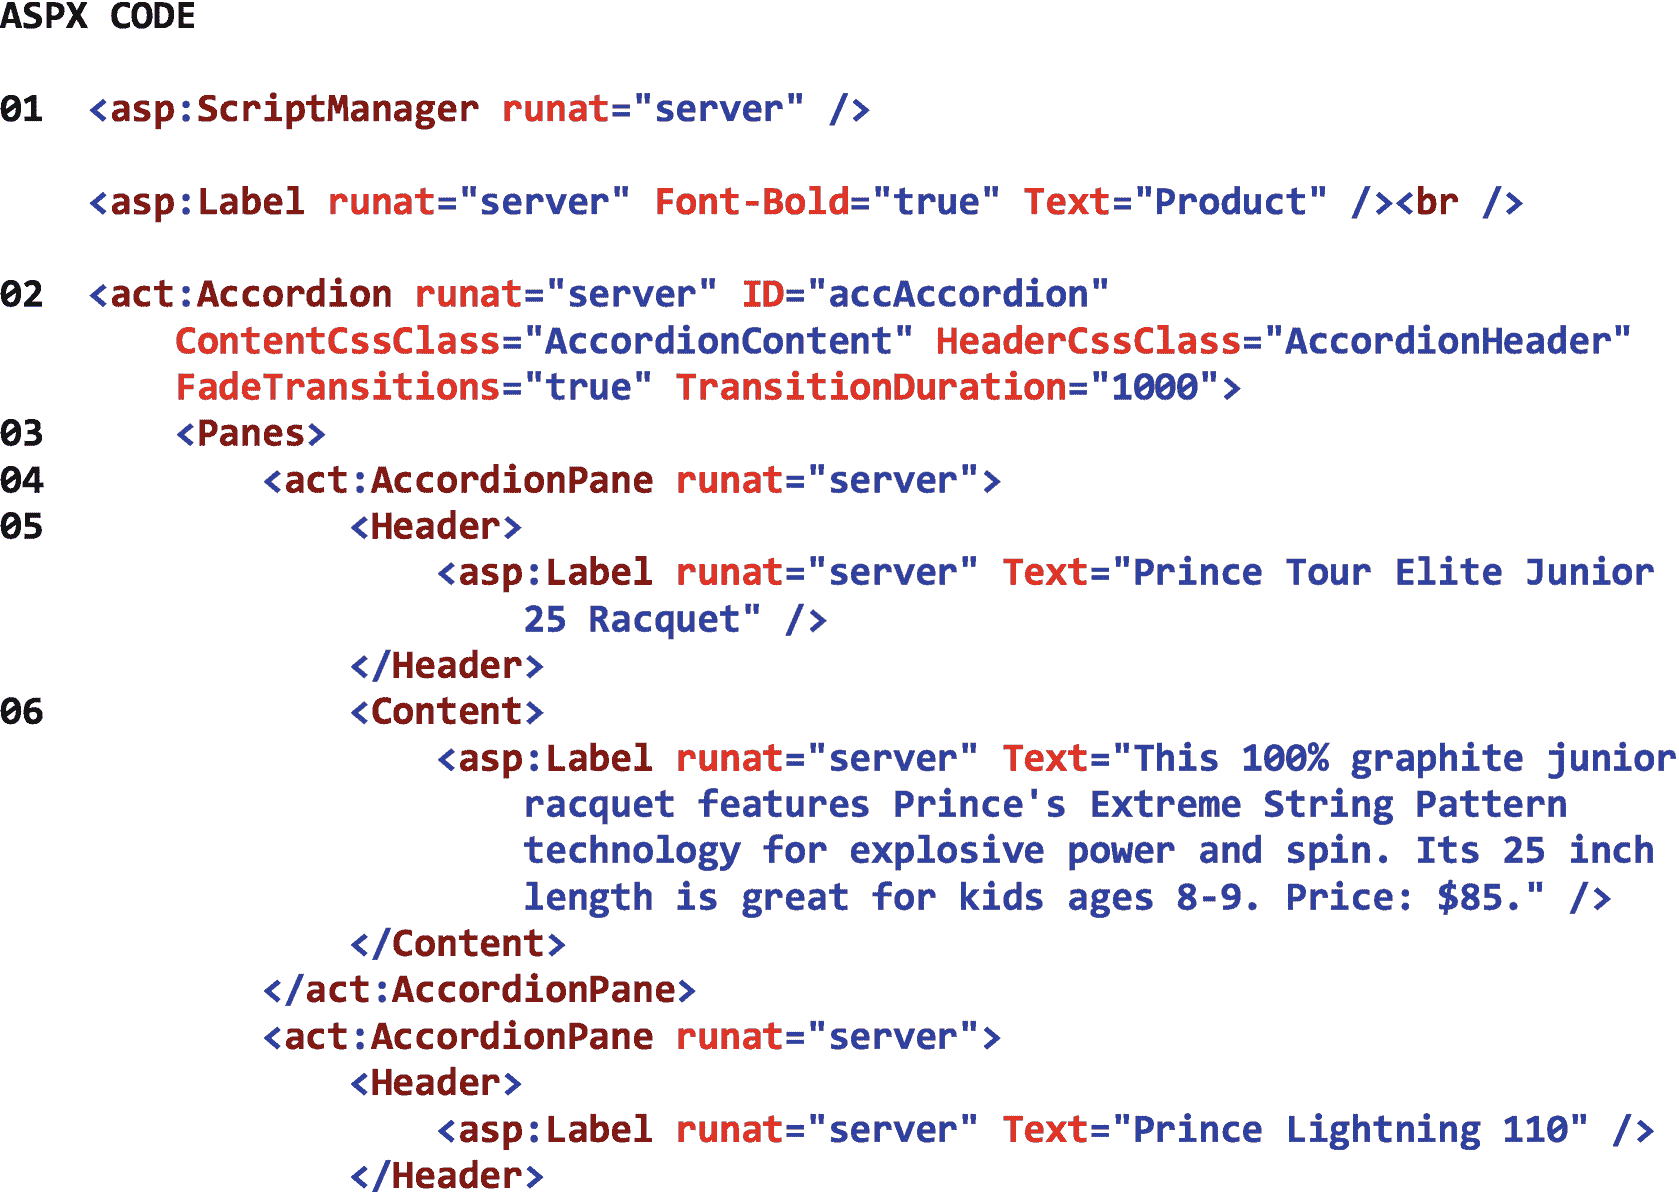 ASPX CODE
01 <asp:ScriptManager runat="server" />
<asp:Label runat="server" Font-Bold="true" Text="Product" /><br />
02 <act:Accordion runat="server" ID="accAccordion"
ContentCssClass="AccordionContent" HeaderCssClass="AccordionHeader"
FadeTransitions="true" TransitionDuration="1000">
03 <Panes>
04 <act:AccordionPane runat="server">
05 <Header>
<asp:Label runat="server" Text="Prince Tour Elite Junior
25 Racquet" />
</Header>
06 <Content>
<asp:Label runat="server" Text="This 100% graphite junior
racquet features Prince's Extreme String Pattern
technology for explosive power and spin. Its 25 inch
length is great for kids ages 8-9. Price: $85." />
</Content>
</act:AccordionPane>
<act:AccordionPane runat="server">
<Header>
<asp:Label runat="server" Text="Prince Lightning 110" />
</Header>